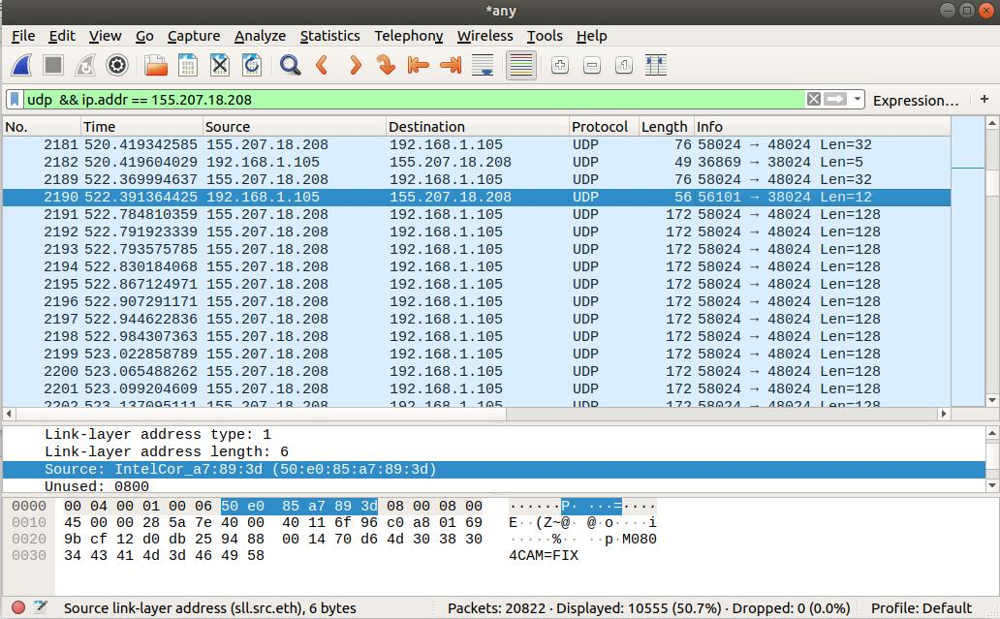 *any
File Edit View Go Capture Analyze Statistics Telephony Wireless Tools Help
udp && ip.addr == 155.207.18.208 Expression… +
No. Time Source Destination Protocol Length Info
2181 520.419342585 155.207.18.208 192.168.1.105 UDP 76 58024 → 48024 Len=32
2182 520.419604029 192.168.1.105 155.207.18.208 UDP 49 36869 → 38024 Len=5
2189 522.369994637 155.207.18.208 192.168.1.105 UDP 76 58024 → 48024 Len=32
2190 522.391364425 192.168.1.105 155.207.18.208 UDP 56 56101 → 38024 Len=12
2191 522.784810359 155.207.18.208 192.168.1.105 UDP 172 58024 → 48024 Len=128
2192 522.791923339 155.207.18.208 192.168.1.105 UDP 172 58024 → 48024 Len=128
2193 522.793575785 155.207.18.208 192.168.1.105 UDP 172 58024 → 48024 Len=128
2194 522.830184068 155.207.18.208 192.168.1.105 UDP 172 58024 → 48024 Len=128
2195 522.867124971 155.207.18.208 192.168.1.105 UDP 172 58024 → 48024 Len=128
2196 522.907291171 155.207.18.208 192.168.1.105 UDP 172 58024 → 48024 Len=128
2197 522.944622836 155.207.18.208 192.168.1.105 UDP 172 58024 → 48024 Len=128
2198 522.984307363 155.207.18.208 192.168.1.105 UDP 172 58024 → 48024 Len=128
2199 523.022858789 155.207.18.208 192.168.1.105 UDP 172 58024 → 48024 Len=128
2200 523.065488262 155.207.18.208 192.168.1.105 UDP 172 58024 → 48024 Len=128
2201 523.099204609 155.207.18.208 192.168.1.105 UDP 172 58024 → 48024 Len=128
2202 523.137095111 155.207.18.208 192.168.1.105 UDP 172 58024 → 48024 Len=128
Link-layer address type: 1
Link-layer address length: 6
Source: IntelCor_a7:89:3d (50:e0:85:a7:89:3d)
Unused: 0800
0000 00 04 00 01 00 06 50 e0 85 a7 89 3d 08 00 08 00 ······P· ···=····
0010 45 00 00 28 5a 7e 40 00 40 11 6f 96 c0 a8 01 69 E··(Z~@· @·o····i
0020 9b cf 12 d0 db 25 94 88 00 14 70 d6 4d 30 38 30 ·····%·· ··p·M080
0030 34 43 41 4d 3d 46 49 58 4CAM=FIX
Source link-layer address (sll.src.eth), 6 bytes Packets: 20822 · Displayed: 10555 (50.7%) · Dropped: 0 (0.0%) Profile: Default